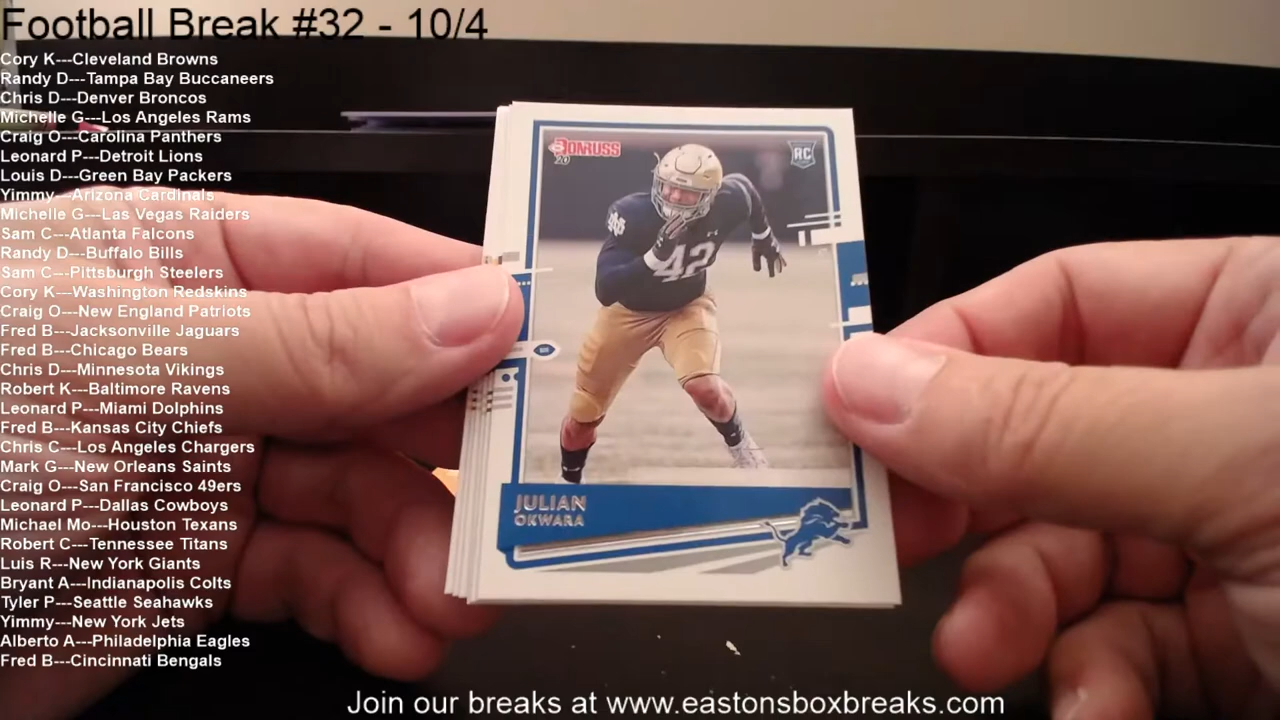 Football Break #32 - 10/4
Cory K---Cleveland Browns
Randy D---Tampa Bay Buccaneers
Chris D---Denver Broncos
Michelle G---Los Angeles Rams
Craig O---Carolina Panthers
Leonard P---Detroit Lions
Louis D---Green Bay Packers
Yimmy---Arizona Cardinals
Michelle G---Las Vegas Raiders
Sam C---Atlanta Falcons
Randy D---Buffalo Bills
Sam C---Pittsburgh Steelers
Cory K---Washington Redskins
Craig O---New England Patriots
Fred B---Jacksonville Jaguars
Fred B---Chicago Bears
Chris D---Minnesota Vikings
Robert K---Baltimore Ravens
Leonard P---Miami Dolphins
Fred B---Kansas City Chiefs
Chris C---Los Angeles Chargers
Mark G---New Orleans Saints
Craig O---San Francisco 49ers
Leonard P---Dallas Cowboys
Michael Mo---Houston Texans
Robert C---Tennessee Titans
Luis R---New York Giants
Bryant A---Indianapolis Colts
Tyler P---Seattle Seahawks
Yimmy---New York Jets
Alberto A---Philadelphia Eagles
Fred B---Cincinnati Bengals
DONRUSS
20
RC
42
JULIAN
OKWARA
Join our breaks at www.eastonsboxbreaks.com